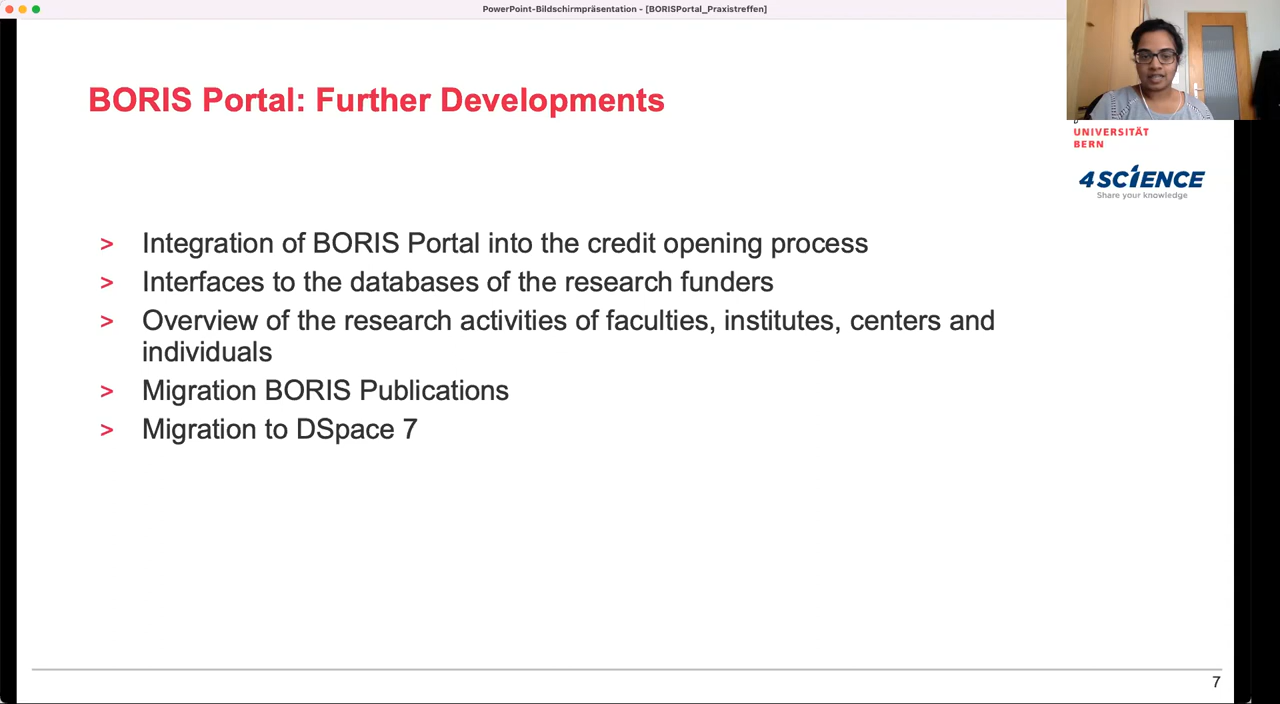 PowerPoint-Bildschirmpräsentation - [BORISPortal_Praxistreffen]
BORIS Portal: Further Developments
UNIVERSITÄT
BERN
4SCIENCE
Share your knowledge
> Integration of BORIS Portal into the credit opening process
> Interfaces to the databases of the research funders
> Overview of the research activities of faculties, institutes, centers and
individuals
> Migration BORIS Publications
> Migration to DSpace 7
7